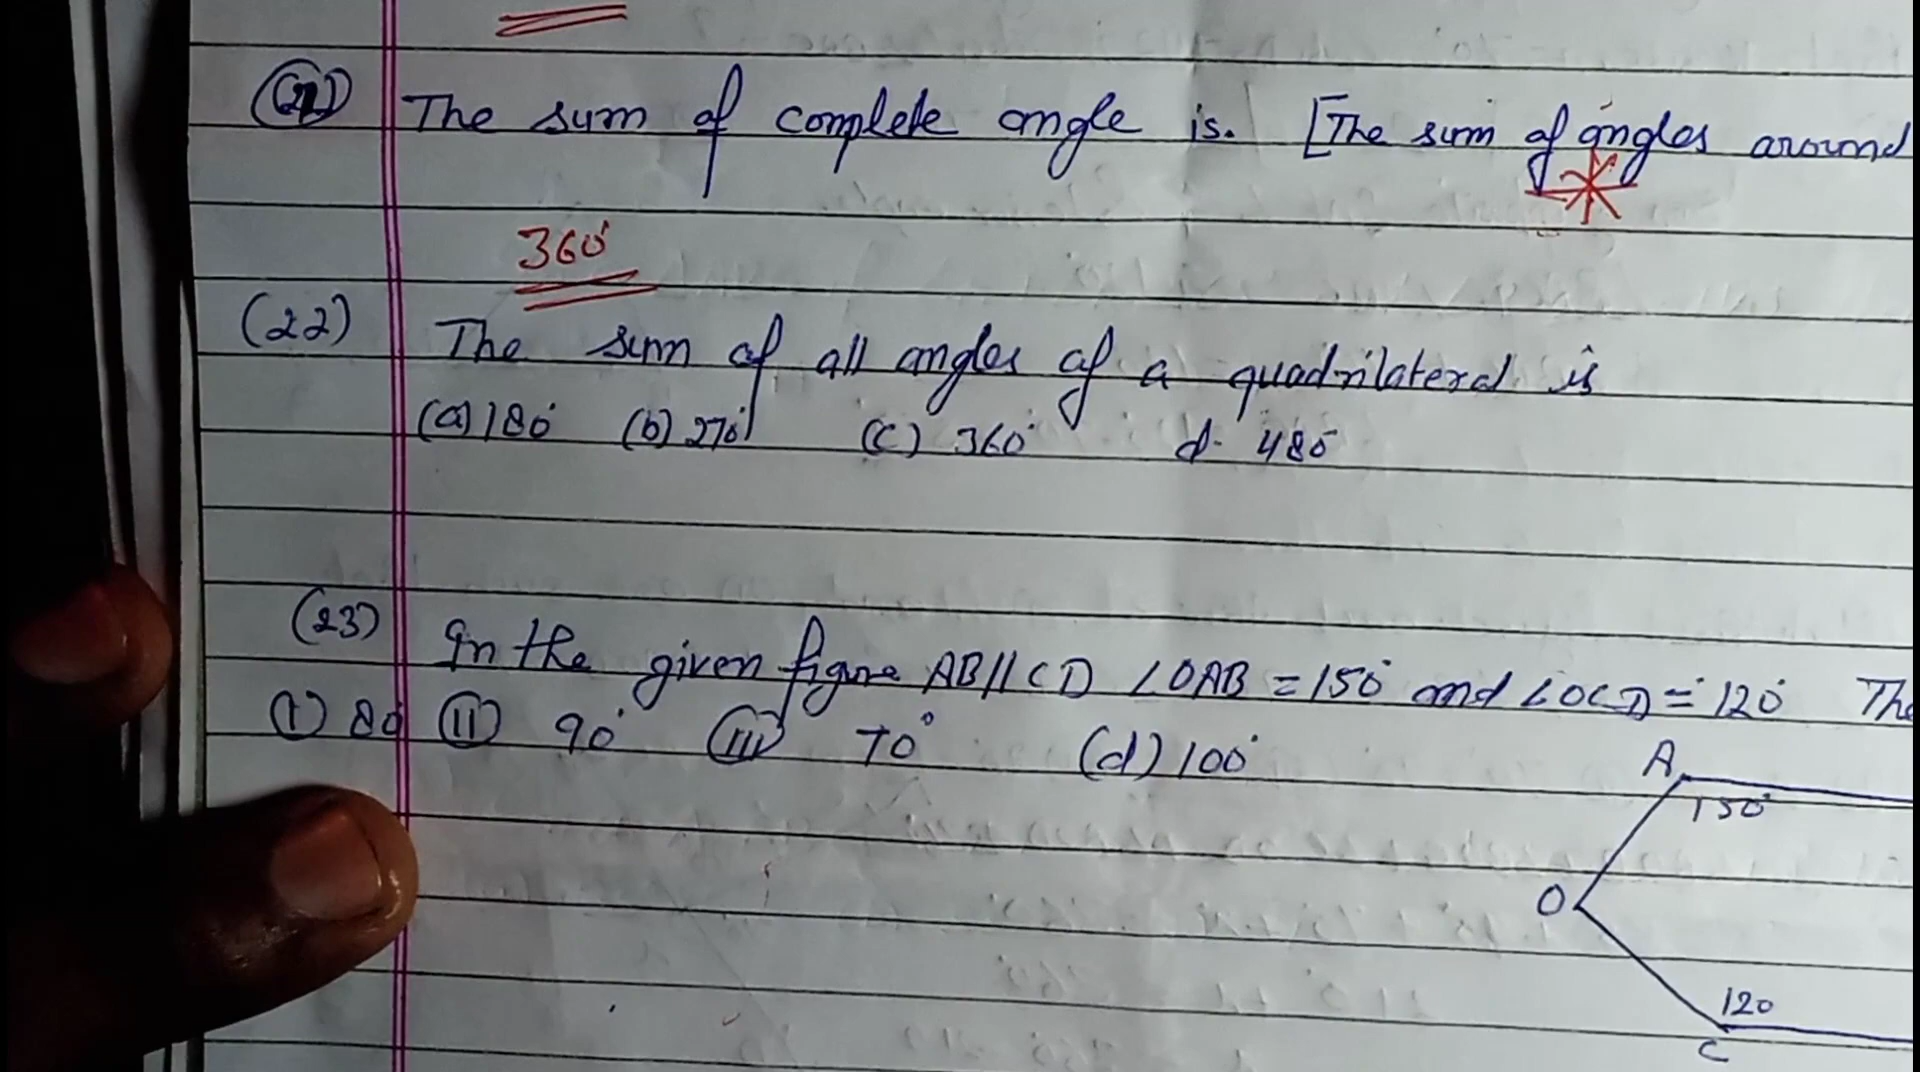 (21) The sum of complete angle is. [The sum of angles around
360°
(22) The sum of all angles of a quadrilateral is
(a) 180° (b) 270° (c) 360° d. 480°
(23) In the given figure AB//CD ∠OAB = 150° and ∠OCD = 120° The
(i) 80 (ii) 90° (iii) 70° (d) 100°
A
150°
O
120
C